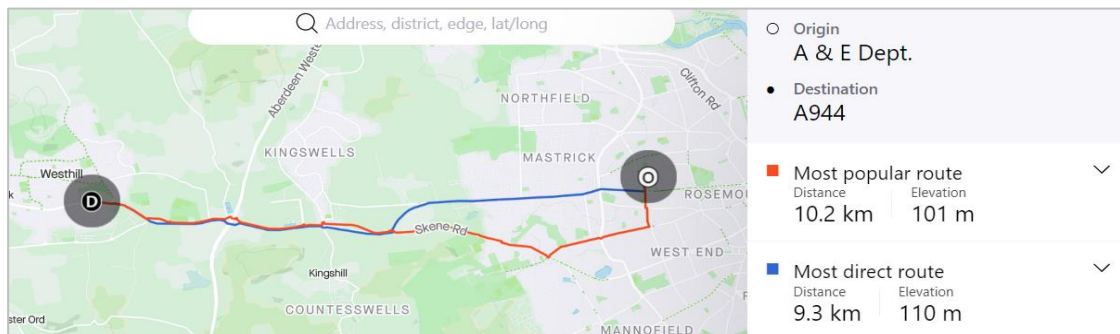 Address, district, edge, lat/long
Aberdeen Weste
Clifton Rd
NORTHFIELD
MASTRICK
KINGSWELLS
Westhill
D
O
ROSEMOU
Skene Rd
WEST END
Kingshill
COUNTESSWELLS
ster Ord
MANNOFIELD
Origin
A & E Dept.
Destination
A944
Most popular route
Distance Elevation
10.2 km 101 m
Most direct route
Distance Elevation
9.3 km 110 m